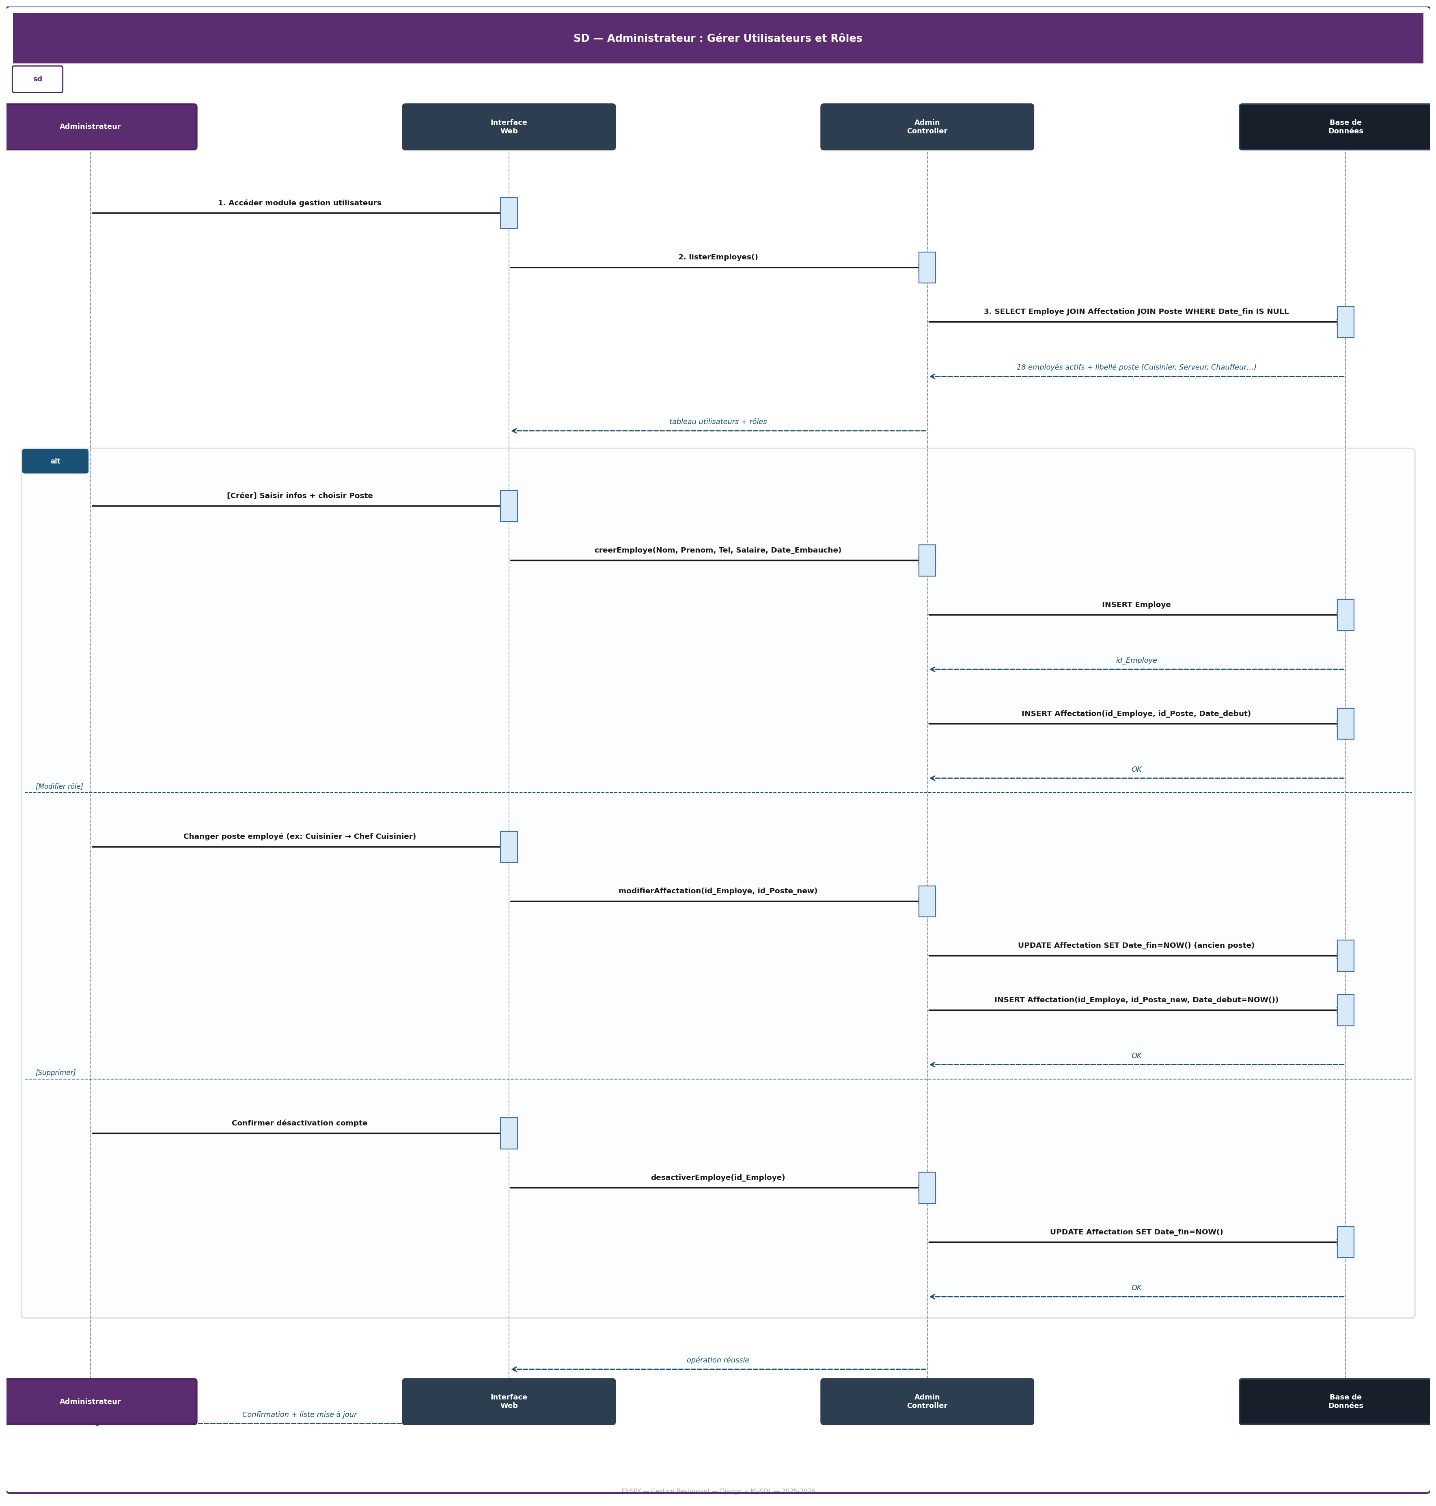 SD — Administrateur : Gérer Utilisateurs et Rôles
sd
Administrateur
Interface
Web
Admin
Controller
Base de
Données
1. Accéder module gestion utilisateurs
2. listerEmployes()
3. SELECT Employe JOIN Affectation JOIN Poste WHERE Date_fin IS NULL
18 employés actifs + libellé poste (Cuisinier, Serveur, Chauffeur...)
tableau utilisateurs + rôles
alt
[Créer] Saisir infos + choisir Poste
creerEmploye(Nom, Prenom, Tel, Salaire, Date_Embauche)
INSERT Employe
id_Employe
INSERT Affectation(id_Employe, id_Poste, Date_debut)
OK
[Modifier rôle]
Changer poste employé (ex: Cuisinier → Chef Cuisinier)
modifierAffectation(id_Employe, id_Poste_new)
UPDATE Affectation SET Date_fin=NOW() (ancien poste)
INSERT Affectation(id_Employe, id_Poste_new, Date_debut=NOW())
OK
[Supprimer]
Confirmer désactivation compte
desactiverEmploye(id_Employe)
UPDATE Affectation SET Date_fin=NOW()
OK
opération réussie
Administrateur
Interface
Web
Admin
Controller
Base de
Données
Confirmation + liste mise à jour
— Gestion Restaurant — Django + MySQL — 2025-2026